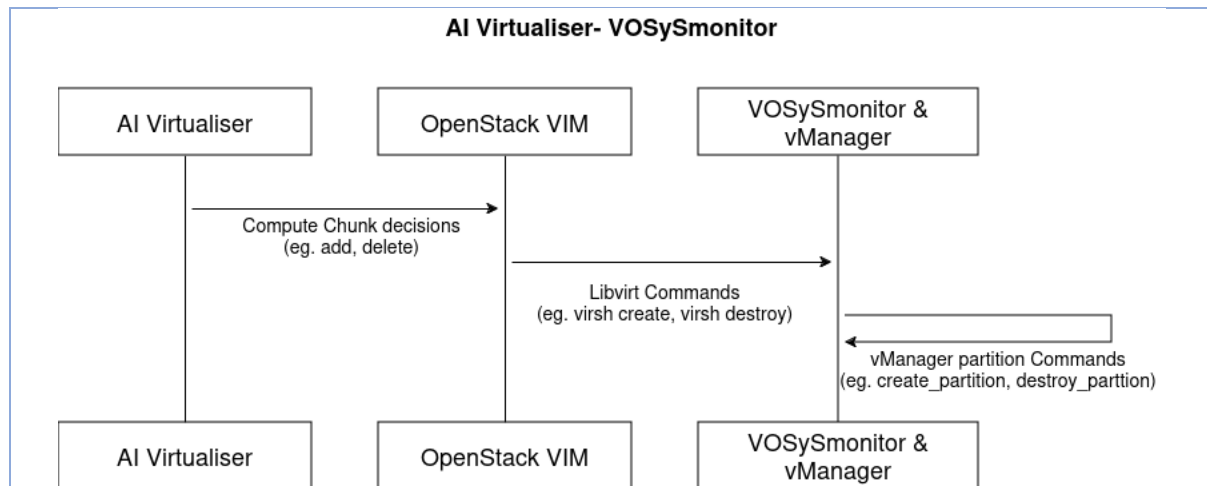 AI Virtualiser- VOSySmonitor
AI Virtualiser
OpenStack VIM
VOSySmonitor &
vManager
Compute Chunk decisions
(eg. add, delete)
Libvirt Commands
(eg. virsh create, virsh destroy)
vManager partition Commands
(eg. create_partition, destroy_parttion)
AI Virtualiser
OpenStack VIM
VOSySmonitor &
vManager